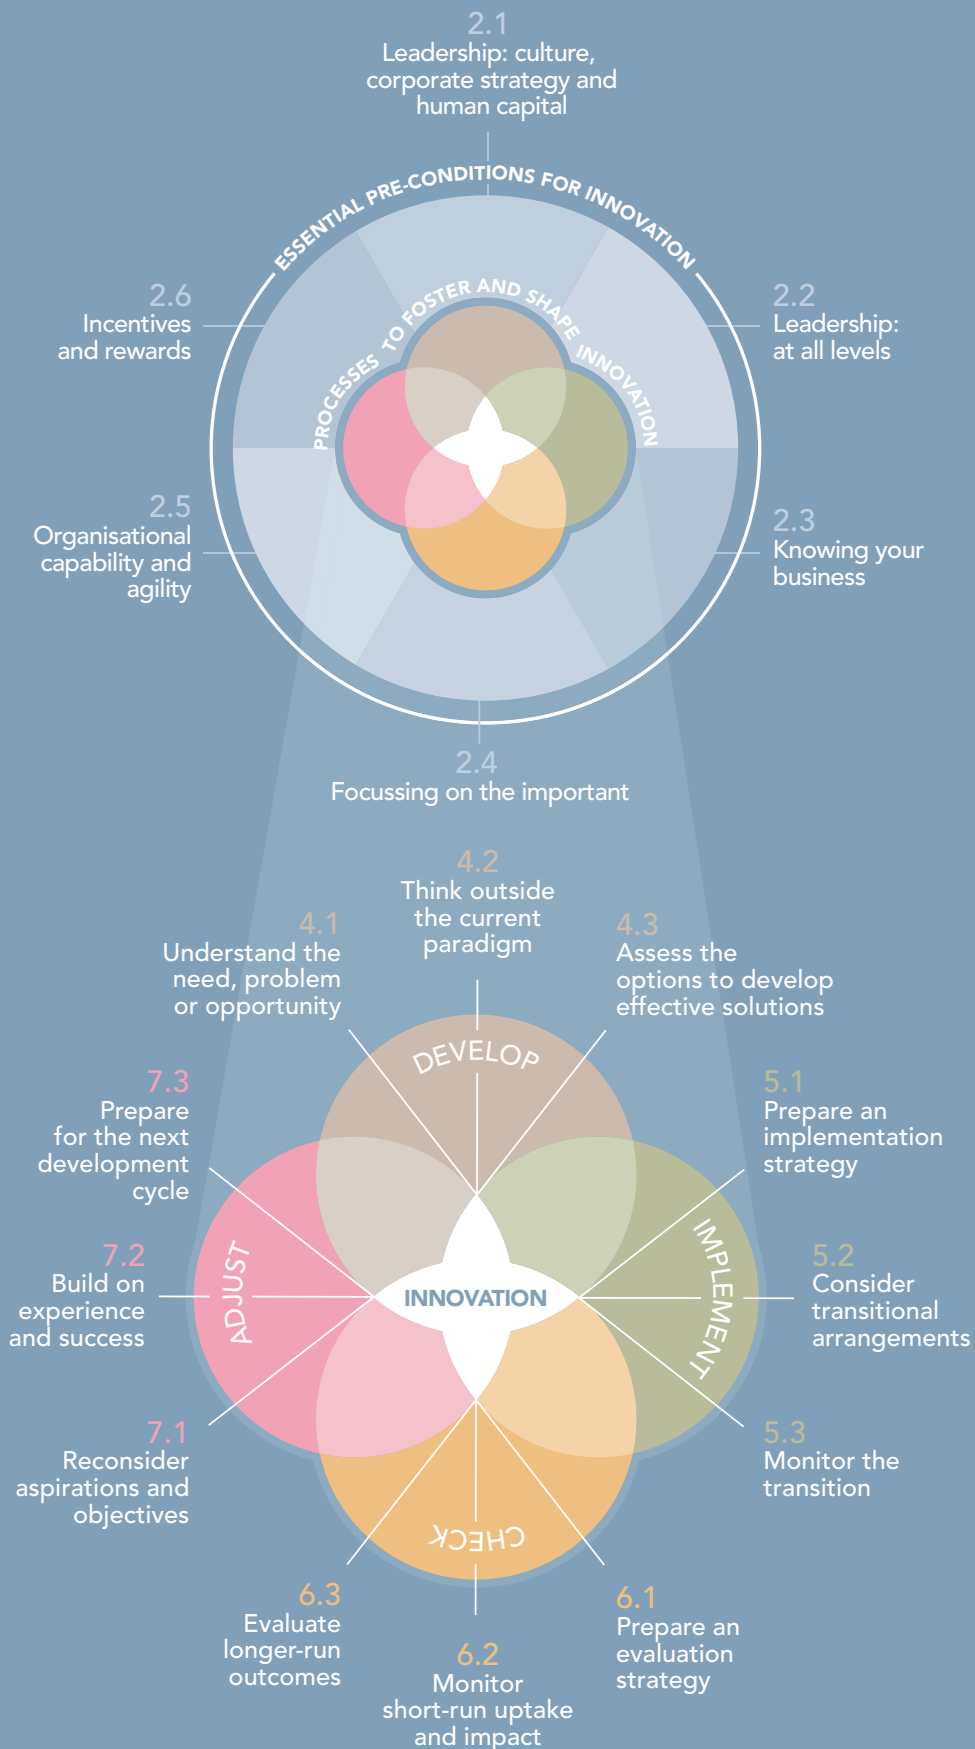 2.1
Leadership: culture,
corporate strategy and
human capital
ESSENTIAL PRE-CONDITIONS FOR INNOVATION
PROCESSES TO FOSTER AND SHAPE INNOVATION
2.6
Incentives
and rewards
2.2
Leadership:
at all levels
2.5
Organisational
capability and
agility
2.3
Knowing your
business
2.4
Focussing on the important
4.2
Think outside
the current
paradigm
4.1
Understand the
need, problem
or opportunity
4.3
Assess the
options to develop
effective solutions
DEVELOP
7.3
Prepare
for the next
development
cycle
5.1
Prepare an
implementation
strategy
7.2
Build on
experience
and success
ADJUST
INNOVATION
IMPLEMENT
5.2
Consider
transitional
arrangements
7.1
Reconsider
aspirations and
objectives
5.3
Monitor the
transition
CHECK
6.3
Evaluate
longer-run
outcomes
6.2
Monitor
short-run uptake
and impact
6.1
Prepare an
evaluation
strategy